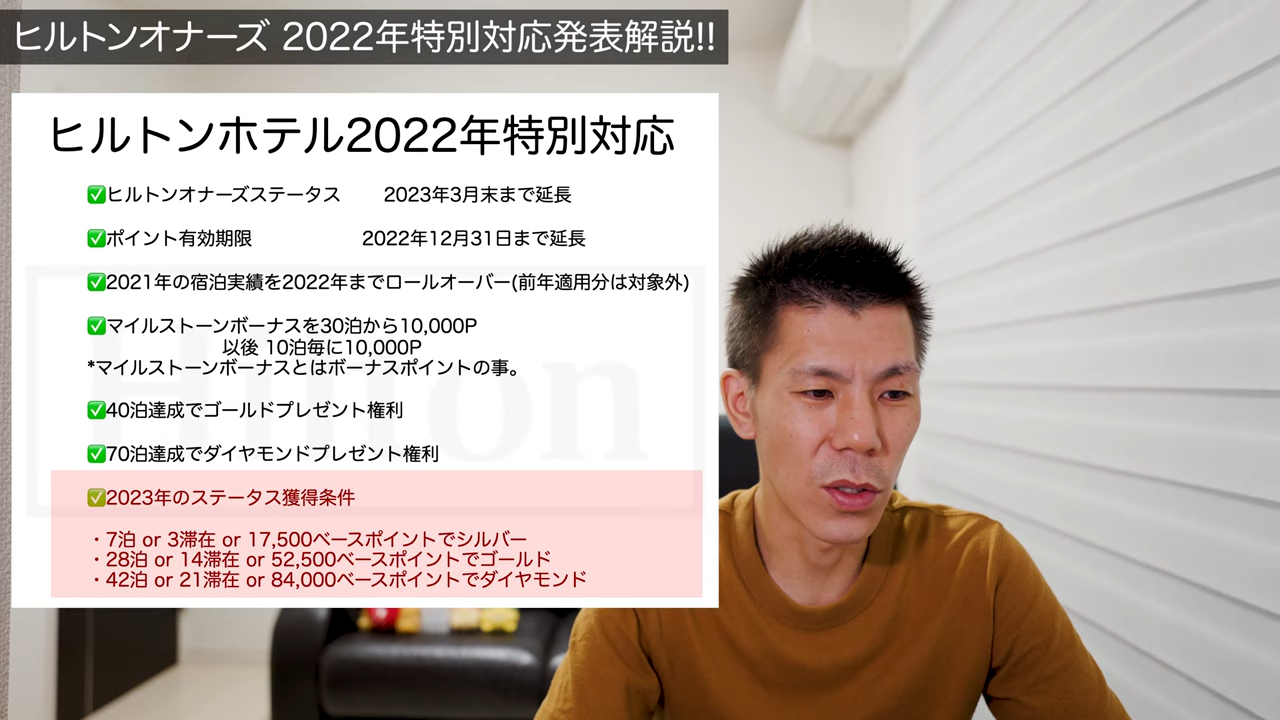 ヒルトンオナーズ 2022年特別対応発表解説!!
ヒルトンホテル2022年特別対応
✅ヒルトンオナーズステータス 2023年3月末まで延長
✅ポイント有効期限 2022年12月31日まで延長
✅2021年の宿泊実績を2022年までロールオーバー(前年適用分は対象外)
✅マイルストーンボーナスを30泊から10,000P
以後 10泊毎に10,000P
*マイルストーンボーナスとはボーナスポイントの事。
✅40泊達成でゴールドプレゼント権利
✅70泊達成でダイヤモンドプレゼント権利
✅2023年のステータス獲得条件
・7泊 or 3滞在 or 17,500ベースポイントでシルバー
・28泊 or 14滞在 or 52,500ベースポイントでゴールド
・42泊 or 21滞在 or 84,000ベースポイントでダイヤモンド
Hilton